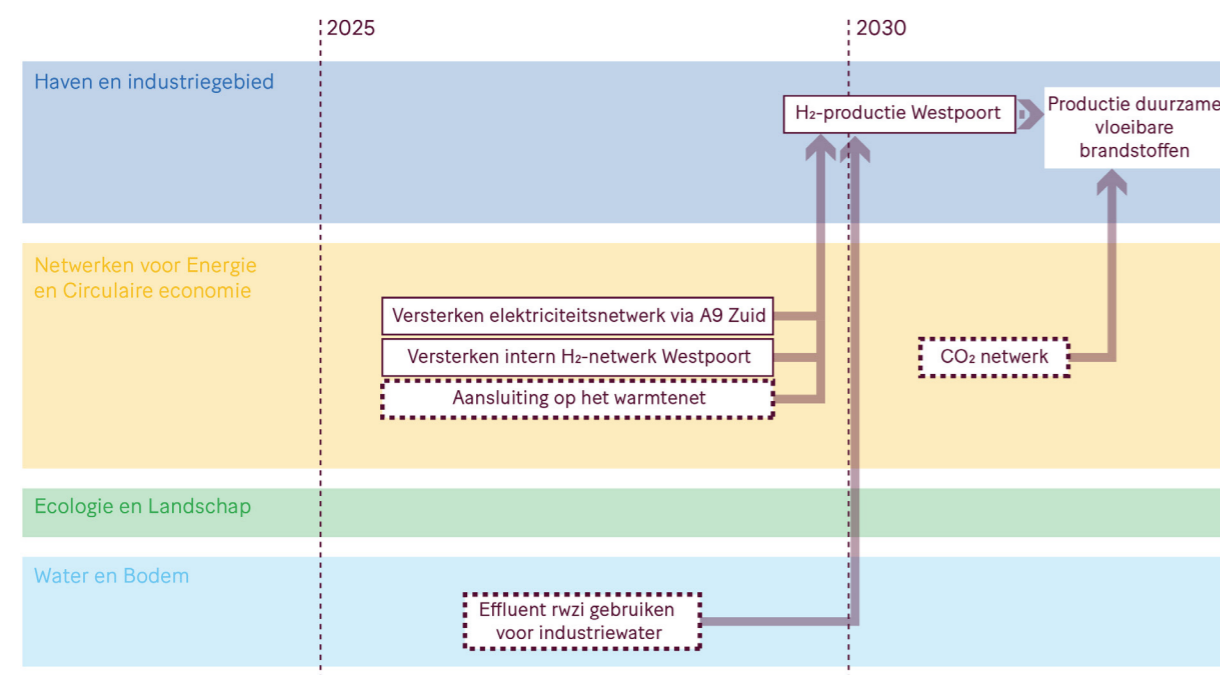 2025
2030
Haven en industriegebied
H₂-productie Westpoort
Productie duurzame
vloeibare
brandstoffen
Netwerken voor Energie
en Circulaire economie
Versterken elektriciteitsnetwerk via A9 Zuid
Versterken intern H₂-netwerk Westpoort
CO₂ netwerk
Aansluiting op het warmtenet
Ecologie en Landschap
Water en Bodem
Effluent rwzi gebruiken
voor industriewater